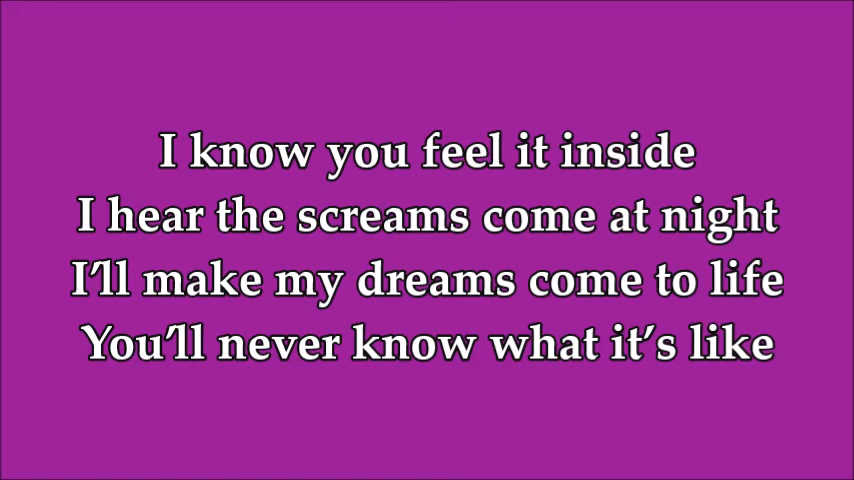 I know you feel it inside
I hear the screams come at night
I’ll make my dreams come to life
You’ll never know what it’s like